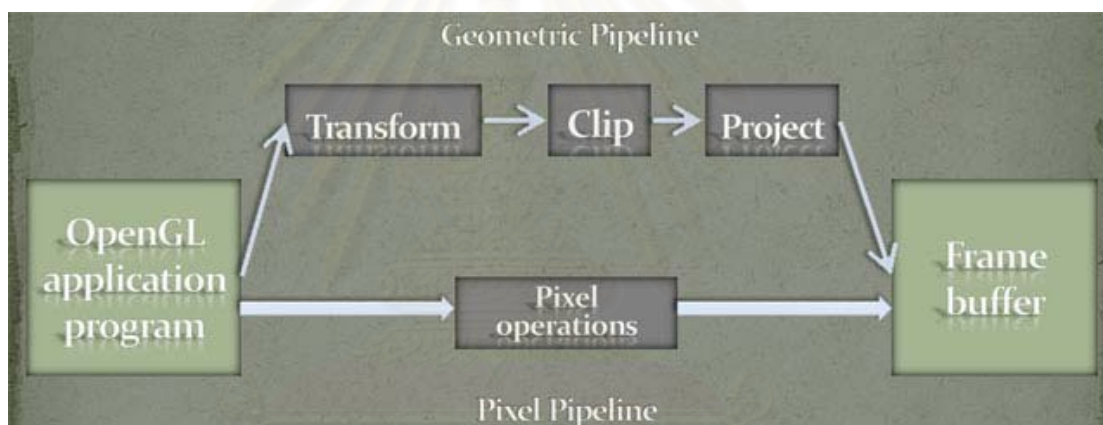 Geometric Pipeline
Transform
Clip
Project
OpenGL
application
program
Pixel
operations
Frame
buffer
Pixel Pipeline